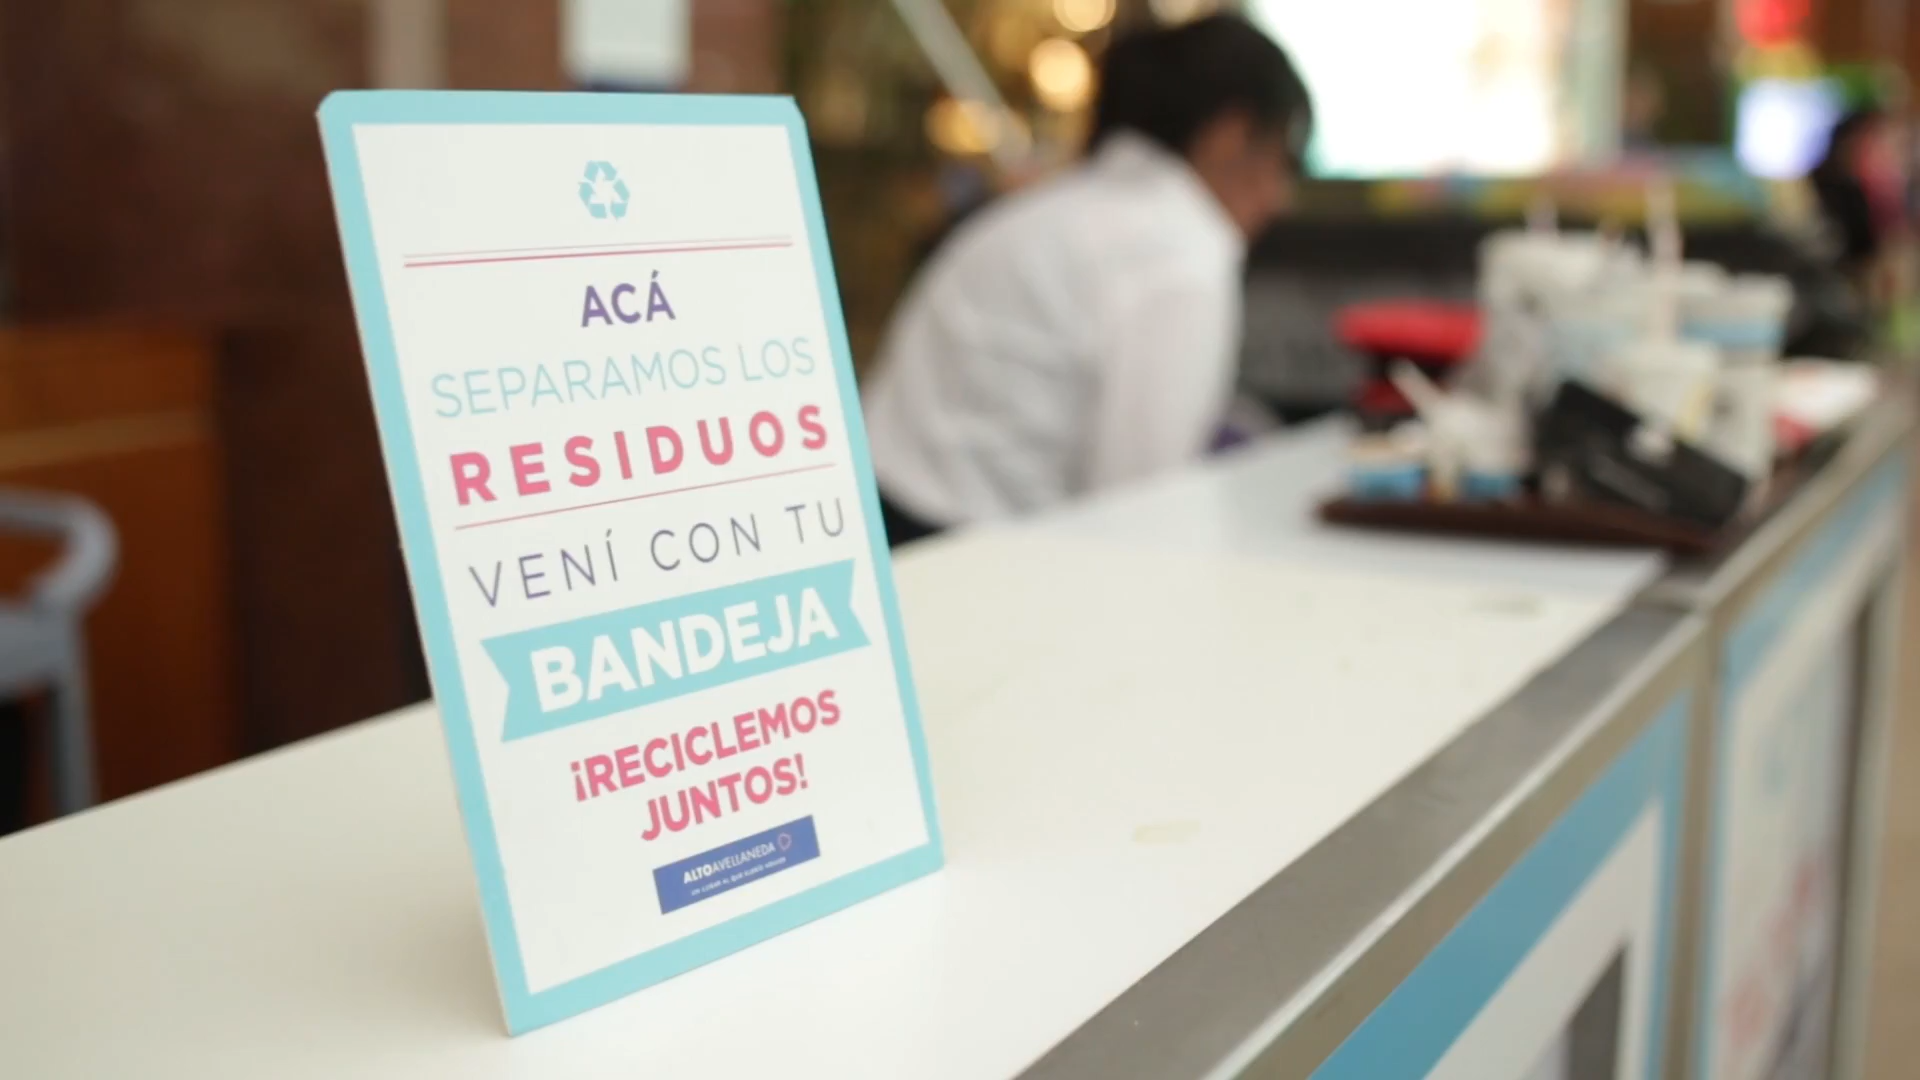 ACÁ
SEPARAMOS LOS
RESIDUOS
VENÍ CON TU
BANDEJA
¡RECICLEMOS
JUNTOS!
ALTOAVELLANEDA